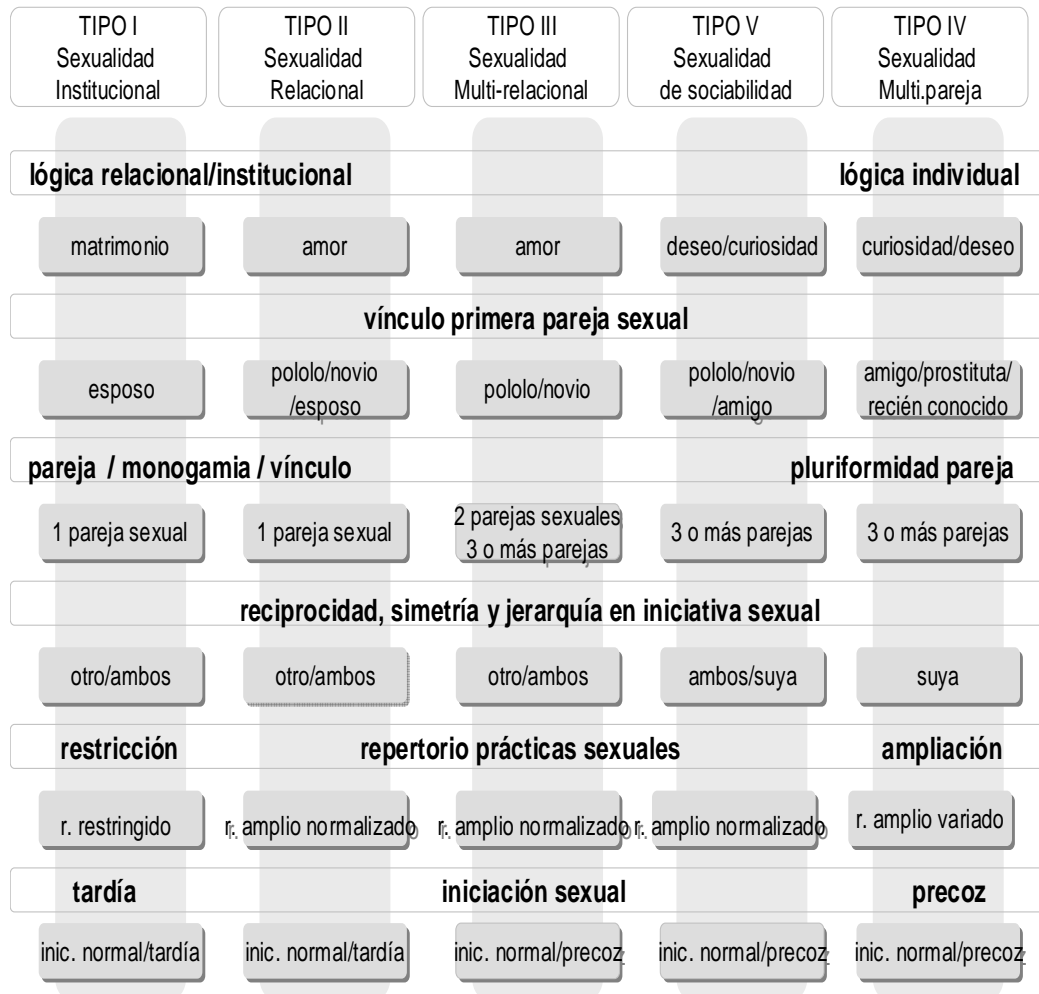 TIPO I
Sexualidad
Institucional
TIPO II
Sexualidad
Relacional
TIPO III
Sexualidad
Multi-relacional
TIPO V
Sexualidad
de sociabilidad
TIPO IV
Sexualidad
Multi.pareja
lógica relacional/institucional
lógica individual
matrimonio
amor
amor
deseo/curiosidad
curiosidad/deseo
vínculo primera pareja sexual
esposo
pololo/novio
/esposo
pololo/novio
pololo/novio
/amigo
amigo/prostituta/
recién conocido
pareja / monogamia / vínculo
pluriformidad pareja
1 pareja sexual
1 pareja sexual
2 parejas sexuales
3 o más parejas
3 o más parejas
3 o más parejas
reciprocidad, simetría y jerarquía en iniciativa sexual
otro/ambos
otro/ambos
otro/ambos
ambos/suya
suya
restricción
repertorio prácticas sexuales
ampliación
r. restringido
r. amplio normalizado
r. amplio normalizado
r. amplio normalizado
r. amplio variado
tardía
iniciación sexual
precoz
inic. normal/tardía
inic. normal/tardía
inic. normal/precoz
inic. normal/precoz
inic. normal/precoz